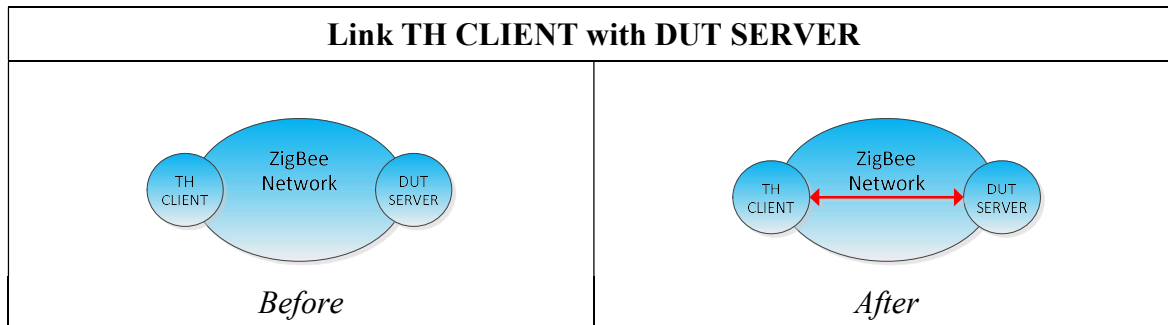 Link TH CLIENT with DUT SERVER
ZigBee
Network
TH
CLIENT
DUT
SERVER
Before
ZigBee
Network
TH
CLIENT
DUT
SERVER
After